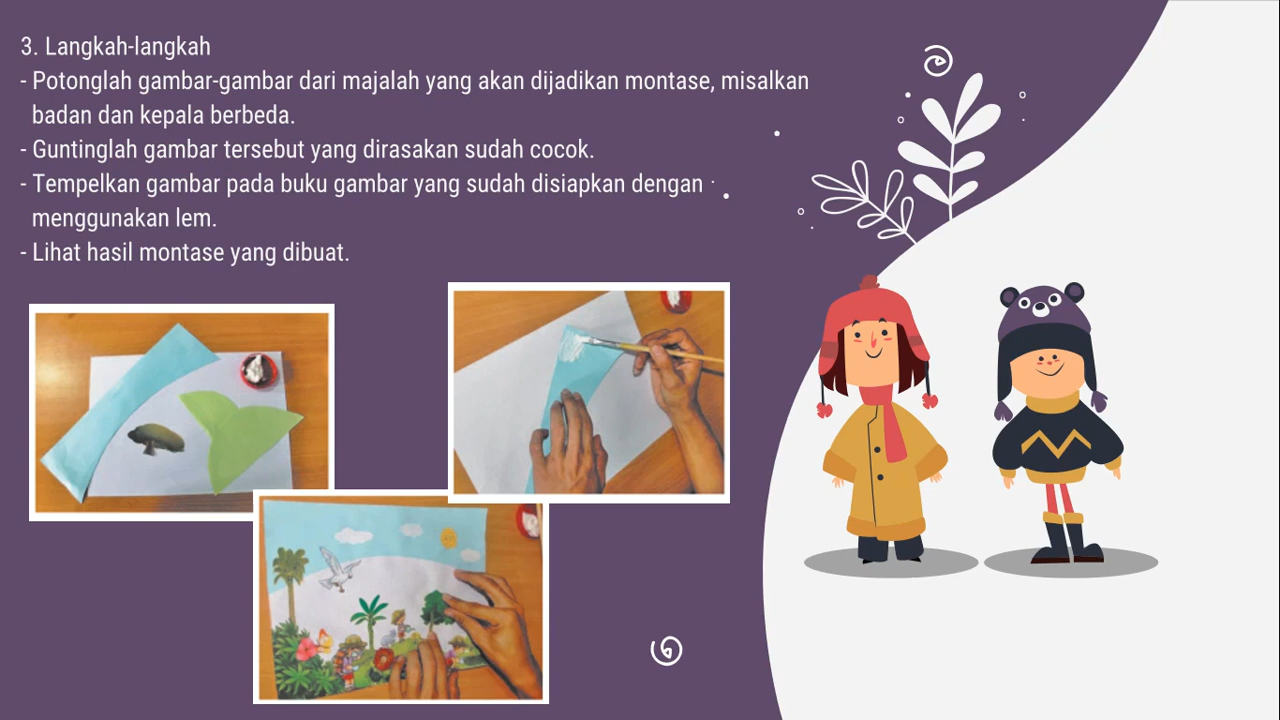 3. Langkah-langkah
- Potonglah gambar-gambar dari majalah yang akan dijadikan montase, misalkan
badan dan kepala berbeda.
- Guntinglah gambar tersebut yang dirasakan sudah cocok.
- Tempelkan gambar pada buku gambar yang sudah disiapkan dengan
menggunakan lem.
- Lihat hasil montase yang dibuat.